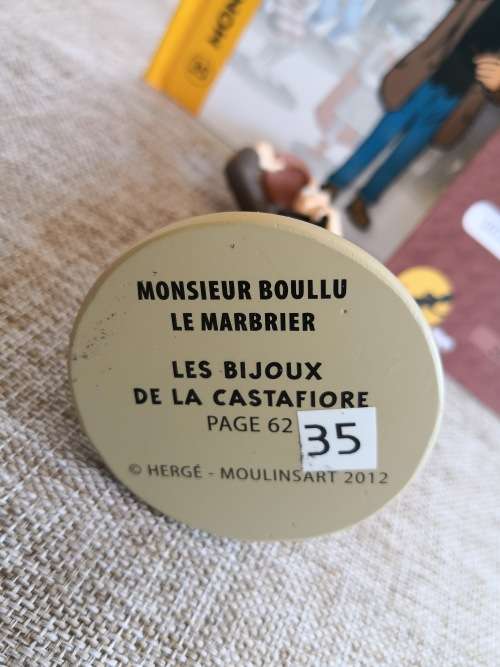 MONSIEUR BOULLU
LE MARBRIER
LES BIJOUX
DE LA CASTAFIORE
PAGE 62
35
© HERGÉ - MOULINSART 2012